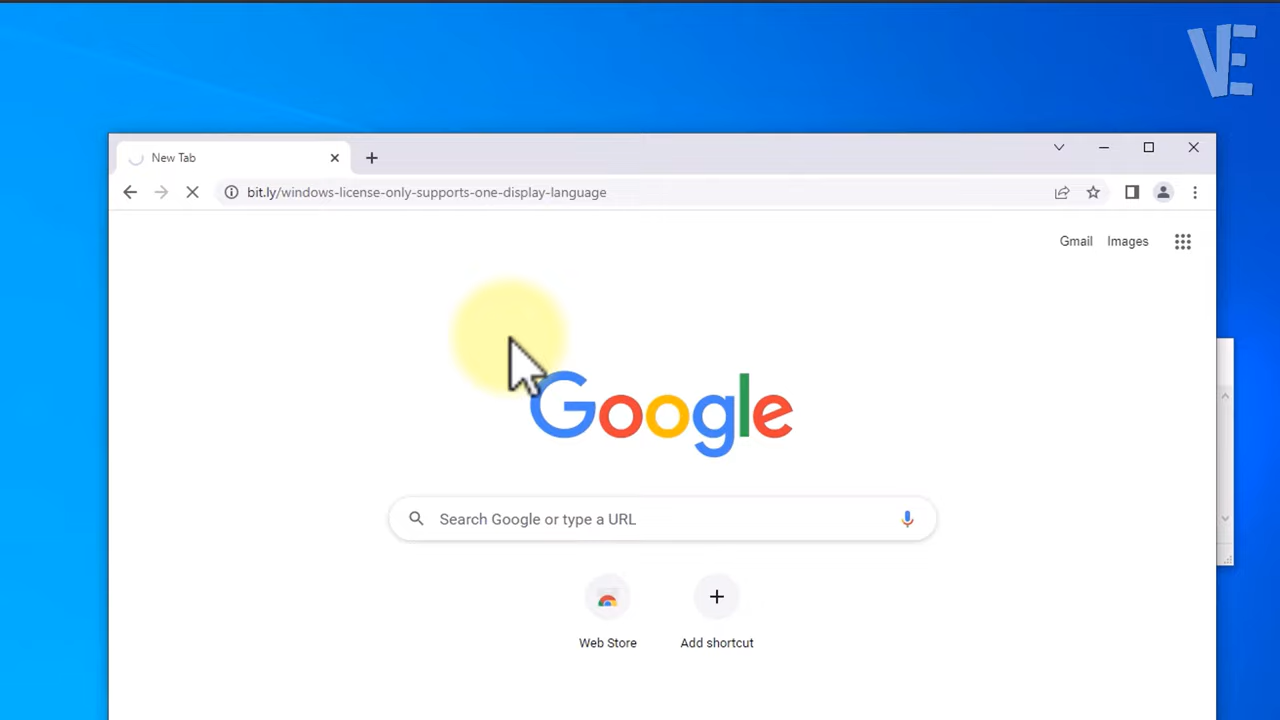 VE
New Tab
bit.ly/windows-license-only-supports-one-display-language
Gmail Images
Google
Search Google or type a URL
Web Store Add shortcut